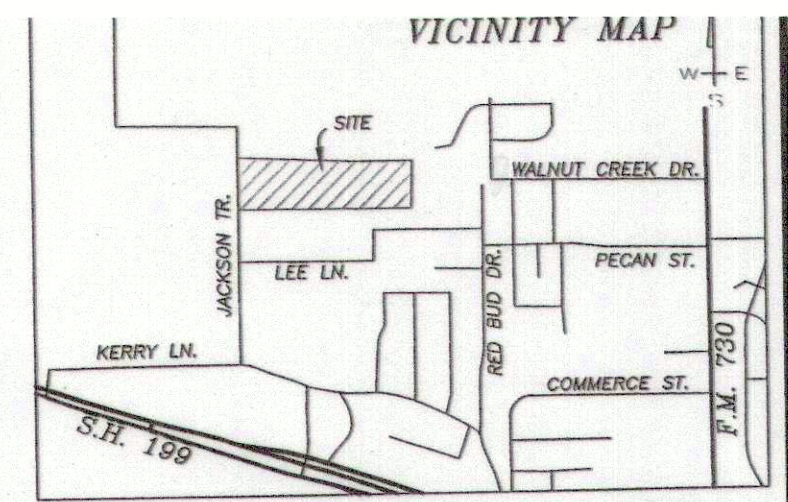 VICINITY MAP
W E
S
SITE
WALNUT CREEK DR.
JACKSON TR.
LEE LN.
RED BUD DR.
PECAN ST.
KERRY LN.
COMMERCE ST.
F.M. 730
S.H. 199